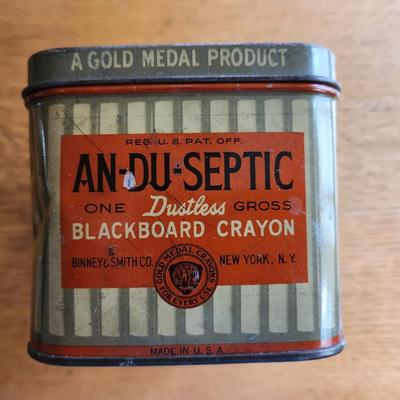 A GOLD MEDAL PRODUCT
REG. U.S. PAT. OFF.
AN-DU-SEPTIC
ONE Dustless GROSS
BLACKBOARD CRAYON
BINNEY & SMITH CO. NEW YORK, N.Y.
GOLD MEDAL CRAYONS
FOR EVERY USE
MADE IN U.S.A.